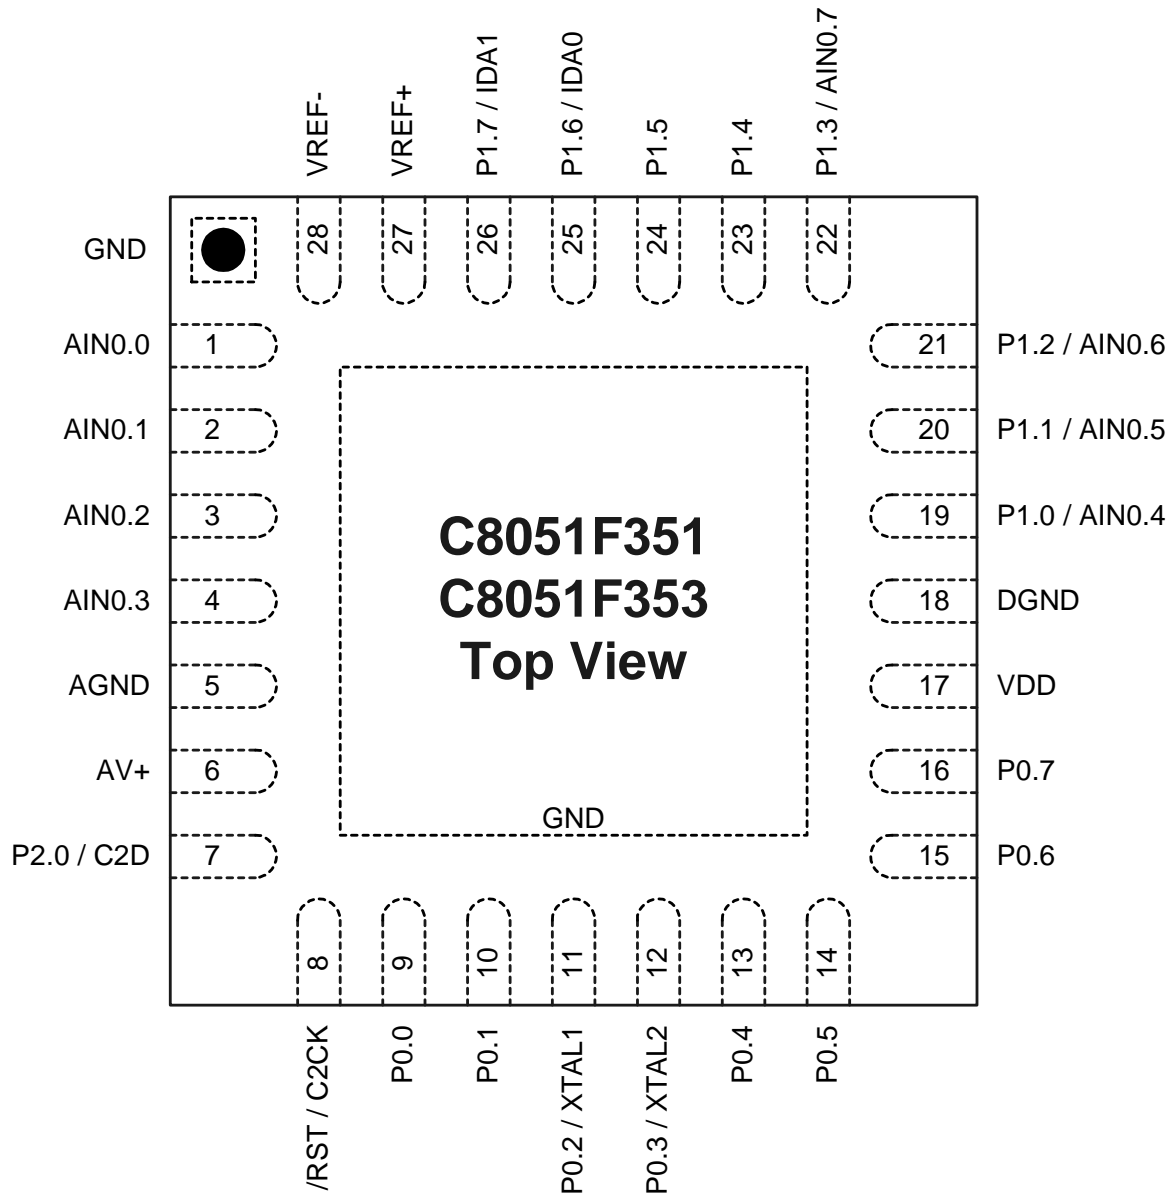 VREF-
VREF+
P1.7 / IDA1
P1.6 / IDA0
P1.5
P1.4
P1.3 / AIN0.7
28
27
26
25
24
23
22
GND
AIN0.0
1
21
P1.2 / AIN0.6
AIN0.1
2
20
P1.1 / AIN0.5
AIN0.2
3
19
P1.0 / AIN0.4
AIN0.3
4
18
DGND
AGND
5
17
VDD
AV+
6
16
P0.7
P2.0 / C2D
7
15
P0.6
C8051F351
C8051F353
Top View
GND
8
9
10
11
12
13
14
/RST / C2CK
P0.0
P0.1
P0.2 / XTAL1
P0.3 / XTAL2
P0.4
P0.5